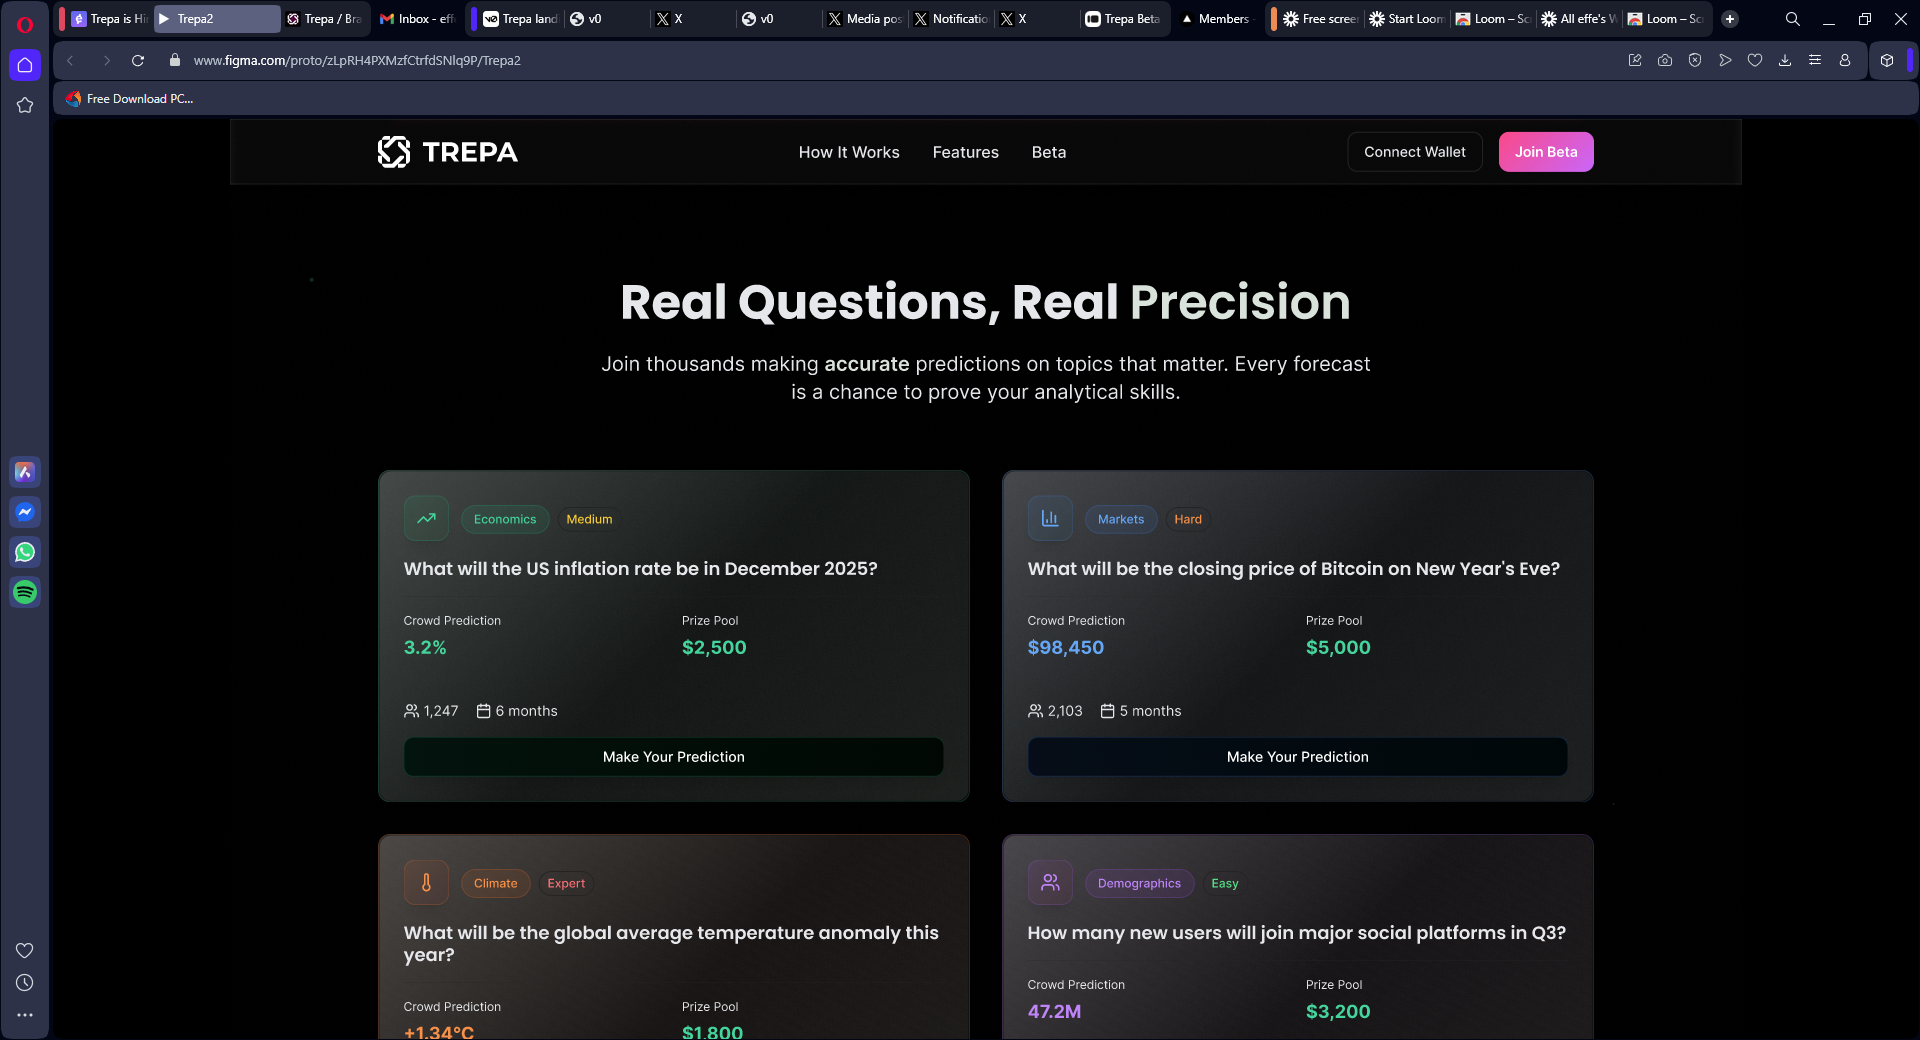 Trepa is Hi
Trepa2
Trepa / Bra
Inbox - eff
Trepa land
v0
X
v0
Media pos
Notificatio
X
Trepa Beta
Members
Free screen
Start Loom
Loom – Sc
All effe's W
Loom – Sc
www.figma.com/proto/zLpRH4PXMzfCtrfdSNlq9P/Trepa2
Free Download PC...
TREPA
How It Works
Features
Beta
Connect Wallet
Join Beta
Real Questions, Real Precision
Join thousands making accurate predictions on topics that matter. Every forecast
is a chance to prove your analytical skills.
Economics
Medium
What will the US inflation rate be in December 2025?
Crowd Prediction
Prize Pool
3.2%
$2,500
1,247
6 months
Make Your Prediction
Markets
Hard
What will be the closing price of Bitcoin on New Year's Eve?
Crowd Prediction
Prize Pool
$98,450
$5,000
2,103
5 months
Make Your Prediction
Climate
Expert
What will be the global average temperature anomaly this
year?
Crowd Prediction
Prize Pool
+1.34°C
$1,800
Demographics
Easy
How many new users will join major social platforms in Q3?
Crowd Prediction
Prize Pool
47.2M
$3,200